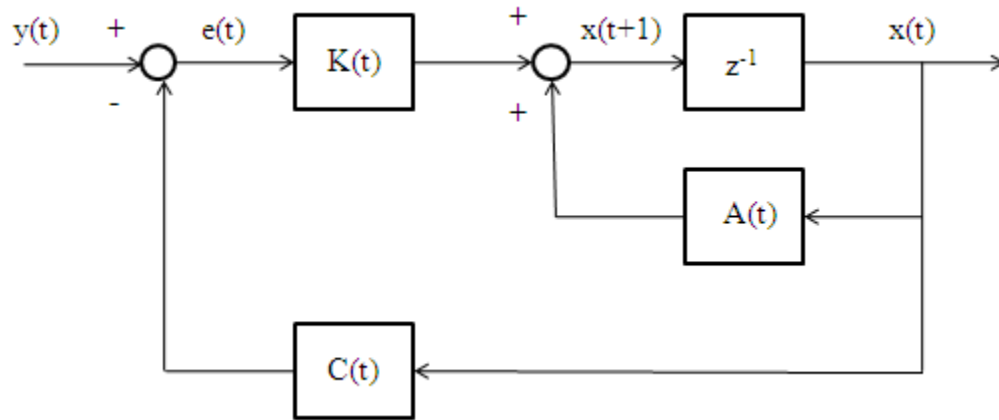 y(t) + e(t) K(t) + x(t+1) z⁻¹ x(t)
- +
A(t)
C(t)